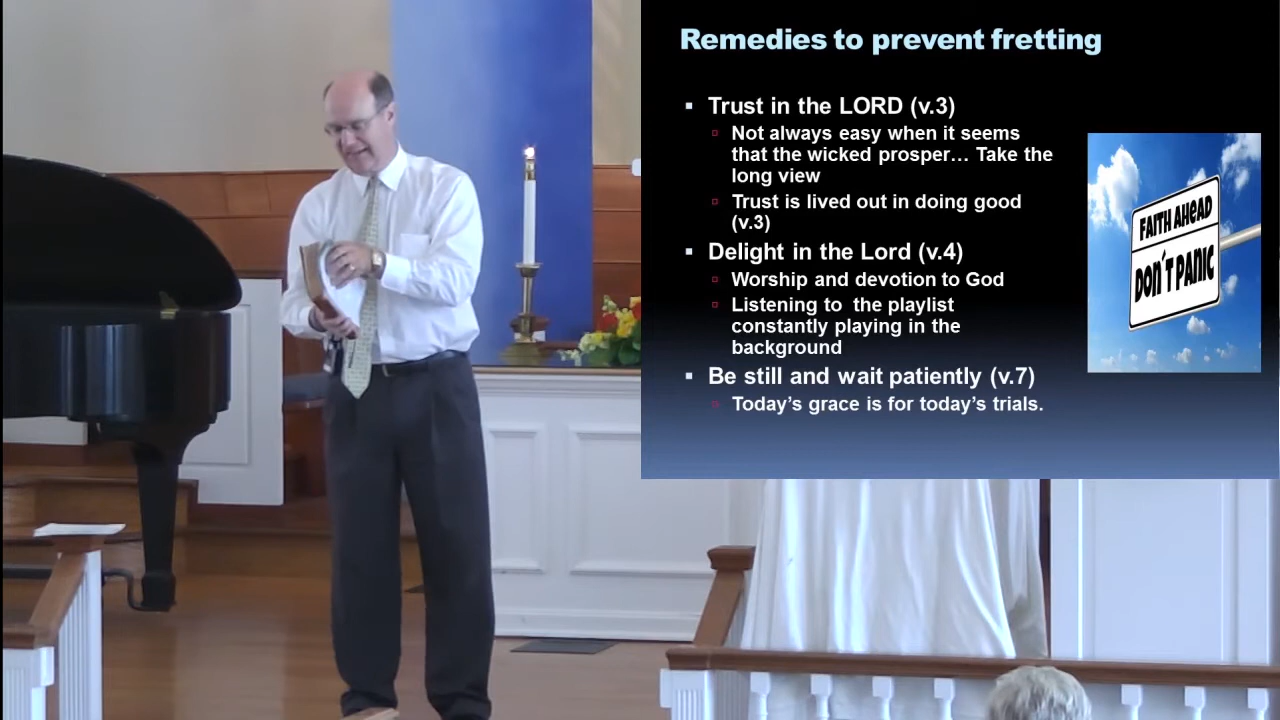 Remedies to prevent fretting
▪ Trust in the LORD (v.3)
▫ Not always easy when it seems
that the wicked prosper… Take the
long view
▫ Trust is lived out in doing good
(v.3)
▪ Delight in the Lord (v.4)
▫ Worship and devotion to God
▫ Listening to  the playlist
constantly playing in the
background
▪ Be still and wait patiently (v.7)
▫ Today’s grace is for today’s trials.
FAITH AHEAD
DON'T PANIC